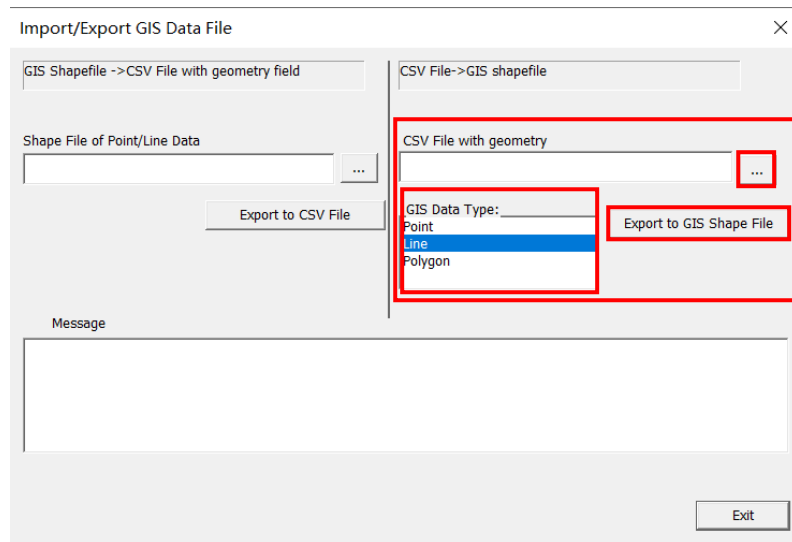 Import/Export GIS Data File
GIS Shapefile ->CSV File with geometry field
Shape File of Point/Line Data
...
Export to CSV File
CSV File->GIS shapefile
CSV File with geometry
...
GIS Data Type:
Point
Line
Polygon
Export to GIS Shape File
Message
Exit